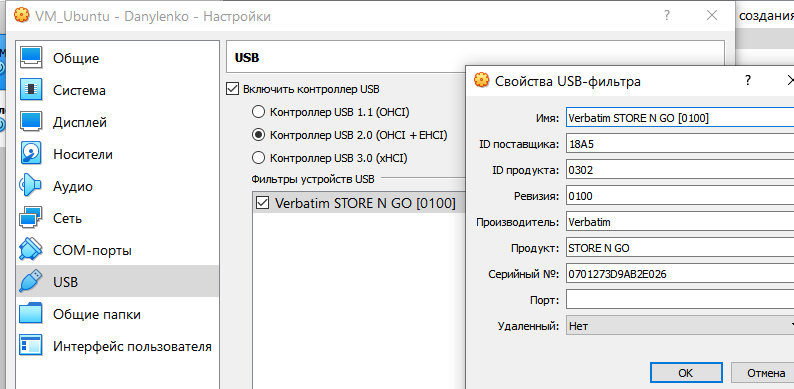 VM_Ubuntu - Danylenko - Настройки
создания
Общие
Система
Дисплей
Носители
Аудио
Сеть
COM-порты
USB
Общие папки
Интерфейс пользователя
USB
Включить контроллер USB
Контроллер USB 1.1 (OHCI)
Контроллер USB 2.0 (OHCI + EHCI)
Контроллер USB 3.0 (xHCI)
Фильтры устройств USB
Verbatim STORE N GO [0100]
Свойства USB-фильтра
Имя: Verbatim STORE N GO [0100]
ID поставщика: 18A5
ID продукта: 0302
Ревизия: 0100
Производитель: Verbatim
Продукт: STORE N GO
Серийный №: 0701273D9AB2E026
Порт:
Удаленный: Нет
OK
Отмена